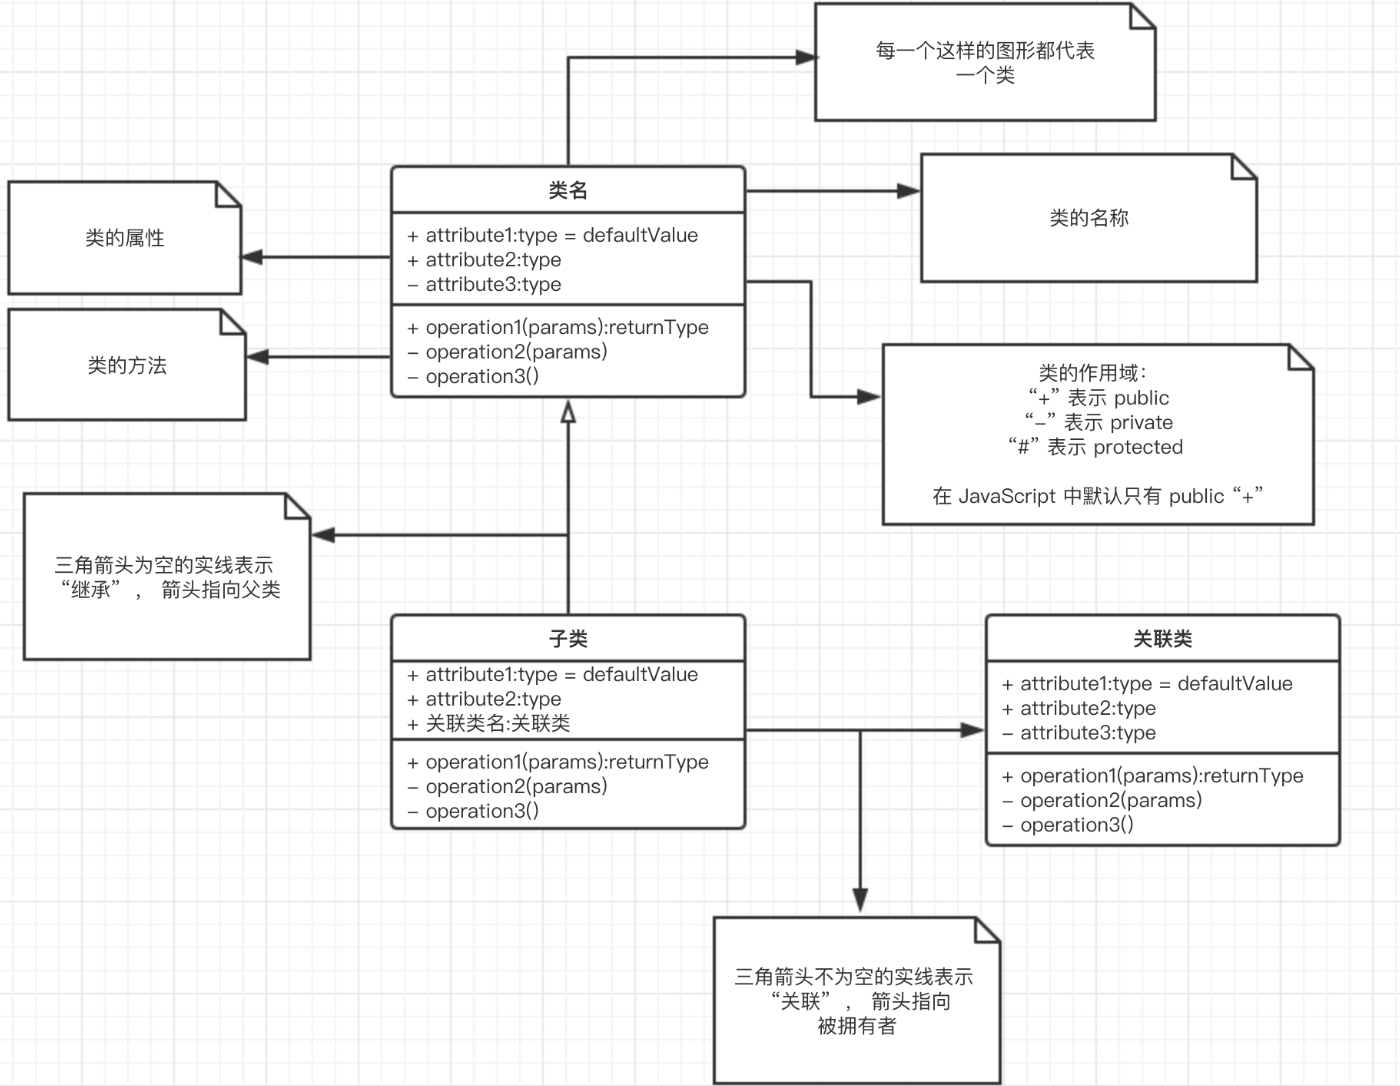 每一个这样的图形都代表
一个类
类名
+ attribute1:type = defaultValue
+ attribute2:type
– attribute3:type
+ operation1(params):returnType
– operation2(params)
– operation3()
类的名称
类的属性
类的方法
类的作用域：
“+” 表示 public
“–” 表示 private
“#” 表示 protected
在 JavaScript 中默认只有 public “+”
三角箭头为空的实线表示
“继承” ， 箭头指向父类
子类
+ attribute1:type = defaultValue
+ attribute2:type
+ 关联类名:关联类
+ operation1(params):returnType
– operation2(params)
– operation3()
关联类
+ attribute1:type = defaultValue
+ attribute2:type
– attribute3:type
+ operation1(params):returnType
– operation2(params)
– operation3()
三角箭头不为空的实线表示
“关联” ， 箭头指向
被拥有者